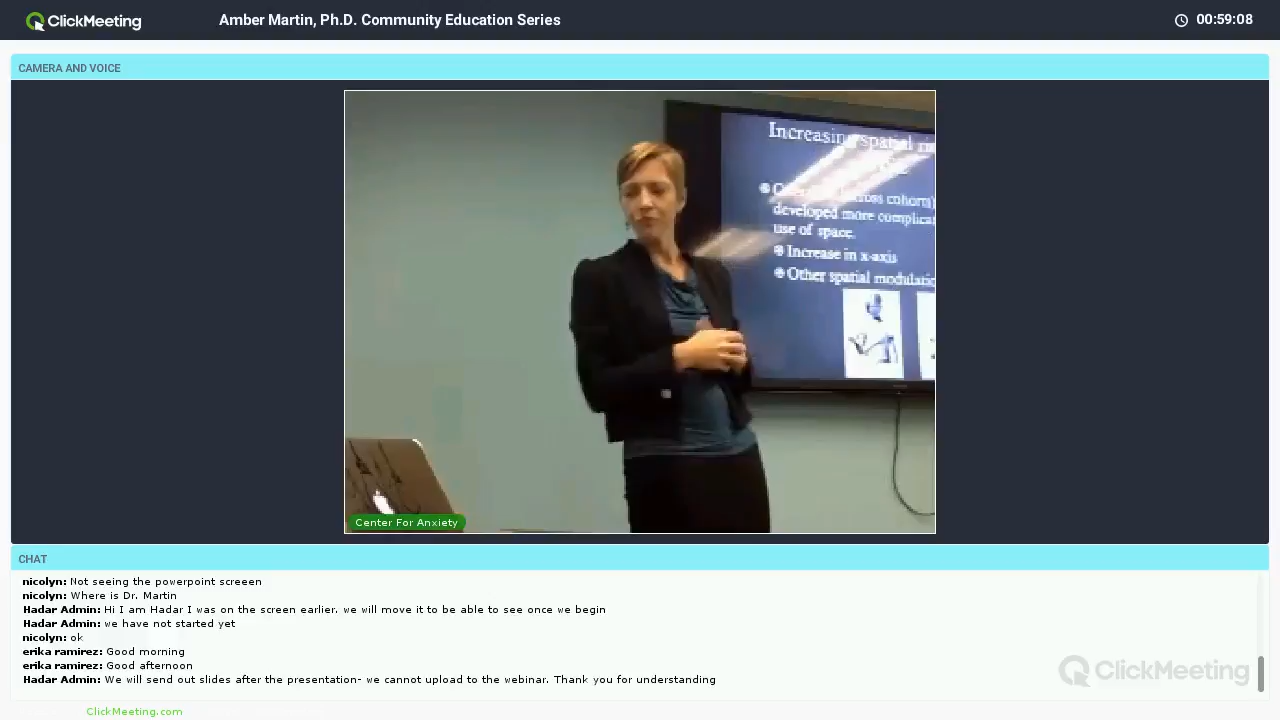 ClickMeeting
Amber Martin, Ph.D. Community Education Series
00:59:08
CAMERA AND VOICE
Increasing spatial
developed more
use of space.
Increase in x-axis
Other spatial
Center For Anxiety
CHAT
nicolyn: Not seeing the powerpoint screeen
nicolyn: Where is Dr. Martin
Hadar Admin: Hi I am Hadar I was on the screen earlier. we will move it to be able to see once we begin
Hadar Admin: we have not started yet
nicolyn: ok
erika ramirez: Good morning
erika ramirez: Good afternoon
Hadar Admin: We will send out slides after the presentation- we cannot upload to the webinar. Thank you for understanding
ClickMeeting
ClickMeeting.com